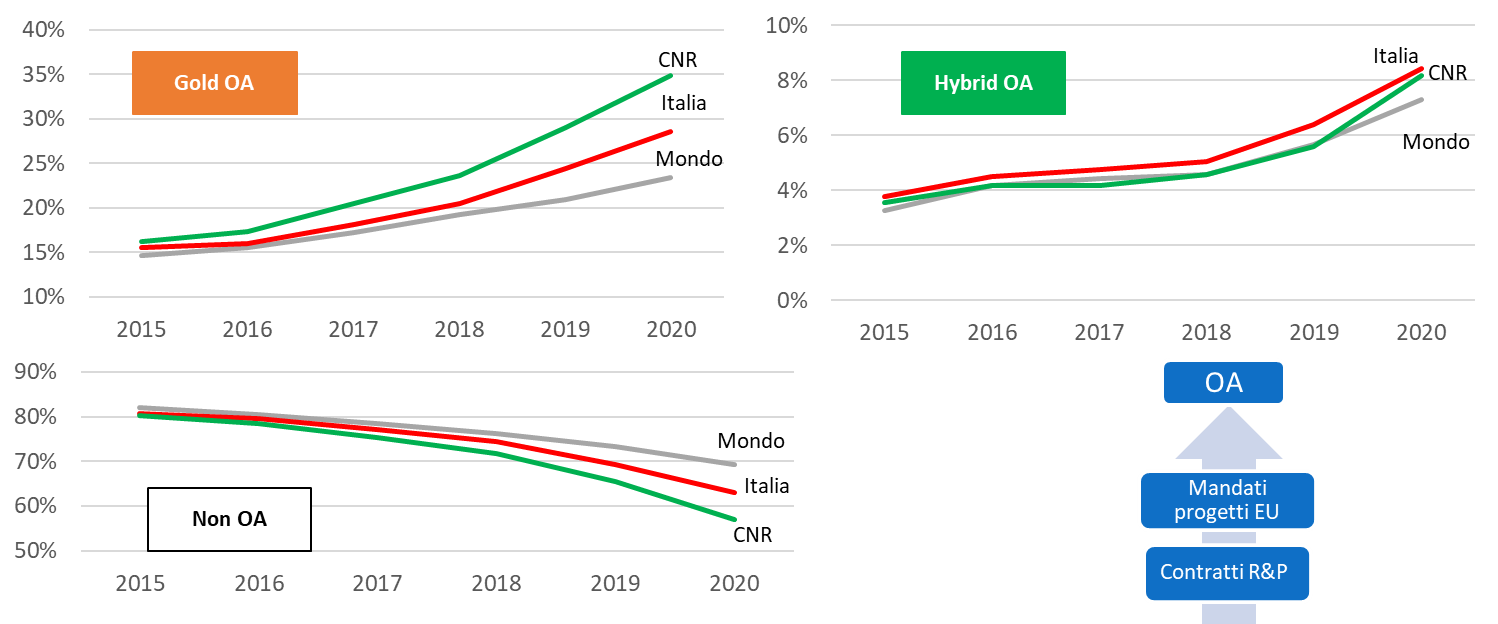 40%
35%
30%
25%
20%
15%
10%
Gold OA
CNR
Italia
Mondo
2015 2016 2017 2018 2019 2020
10%
8%
6%
4%
2%
0%
Hybrid OA
Italia
CNR
Mondo
2015 2016 2017 2018 2019 2020
90%
80%
70%
60%
50%
Non OA
Mondo
Italia
CNR
2015 2016 2017 2018 2019 2020
OA
Mandati
progetti EU
Contratti R&P